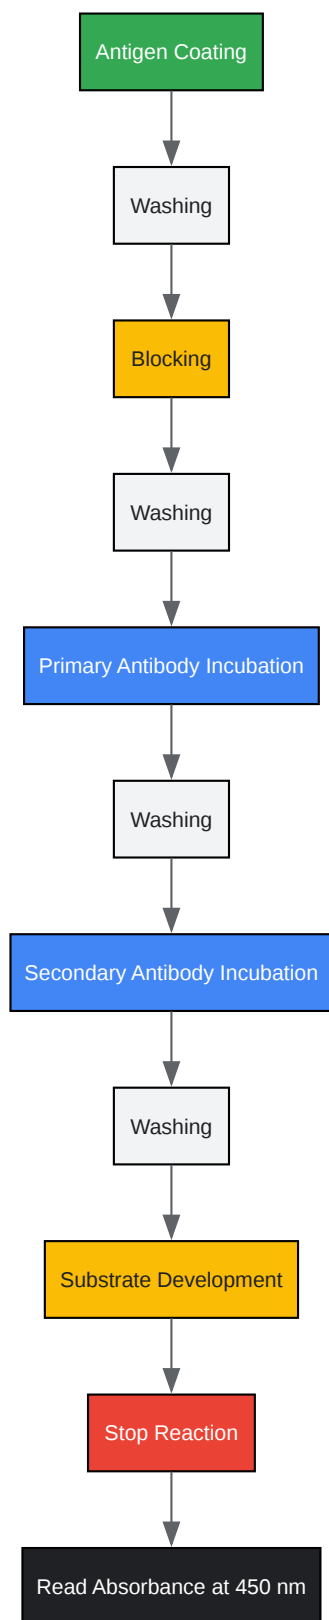 Antigen Coating
Washing
Blocking
Washing
Primary Antibody Incubation
Washing
Secondary Antibody Incubation
Washing
Substrate Development
Stop Reaction
Read Absorbance at 450 nm